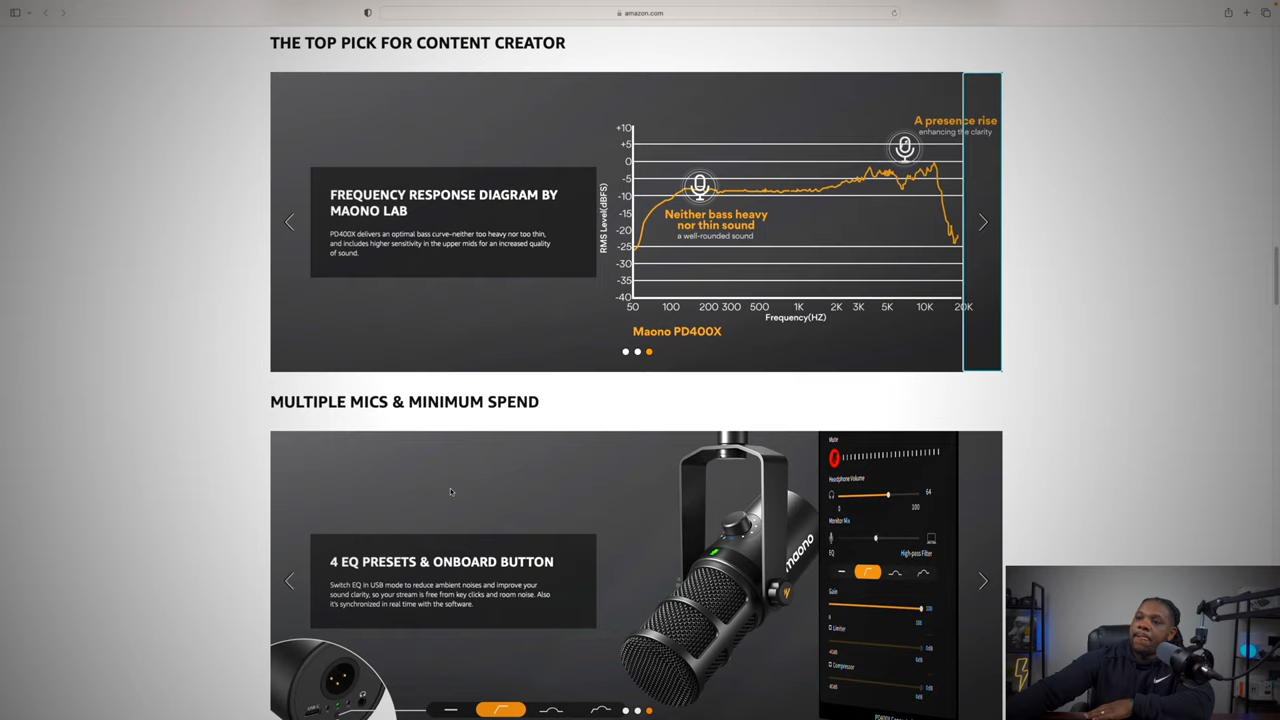 amazon.com
THE TOP PICK FOR CONTENT CREATOR
FREQUENCY RESPONSE DIAGRAM BY
MAONO LAB
PD400X delivers an optimal bass curve-neither too heavy nor too thin,
and includes higher sensitivity in the upper mids for an increased quality
of sound.
A presence rise
enhancing the clarity
RMS Level(dBFS)
+10
+5
0
-5
-10
-15
-20
-25
-30
-35
-40
Neither bass heavy
nor thin sound
a well-rounded sound
50 100 200 300 500 1K 2K 3K 5K 10K 20K
Frequency(HZ)
Maono PD400X
MULTIPLE MICS & MINIMUM SPEND
4 EQ PRESETS & ONBOARD BUTTON
Switch EQ in USB mode to reduce ambient noises and improve your
sound clarity, so your stream is free from key clicks and room noise. Also
it's synchronized in real time with the software.
maono
Mute
Headphone Volume
64
0 100
Monitor Mix
EQ High-pass Filter
Gain
Limiter
Compressor